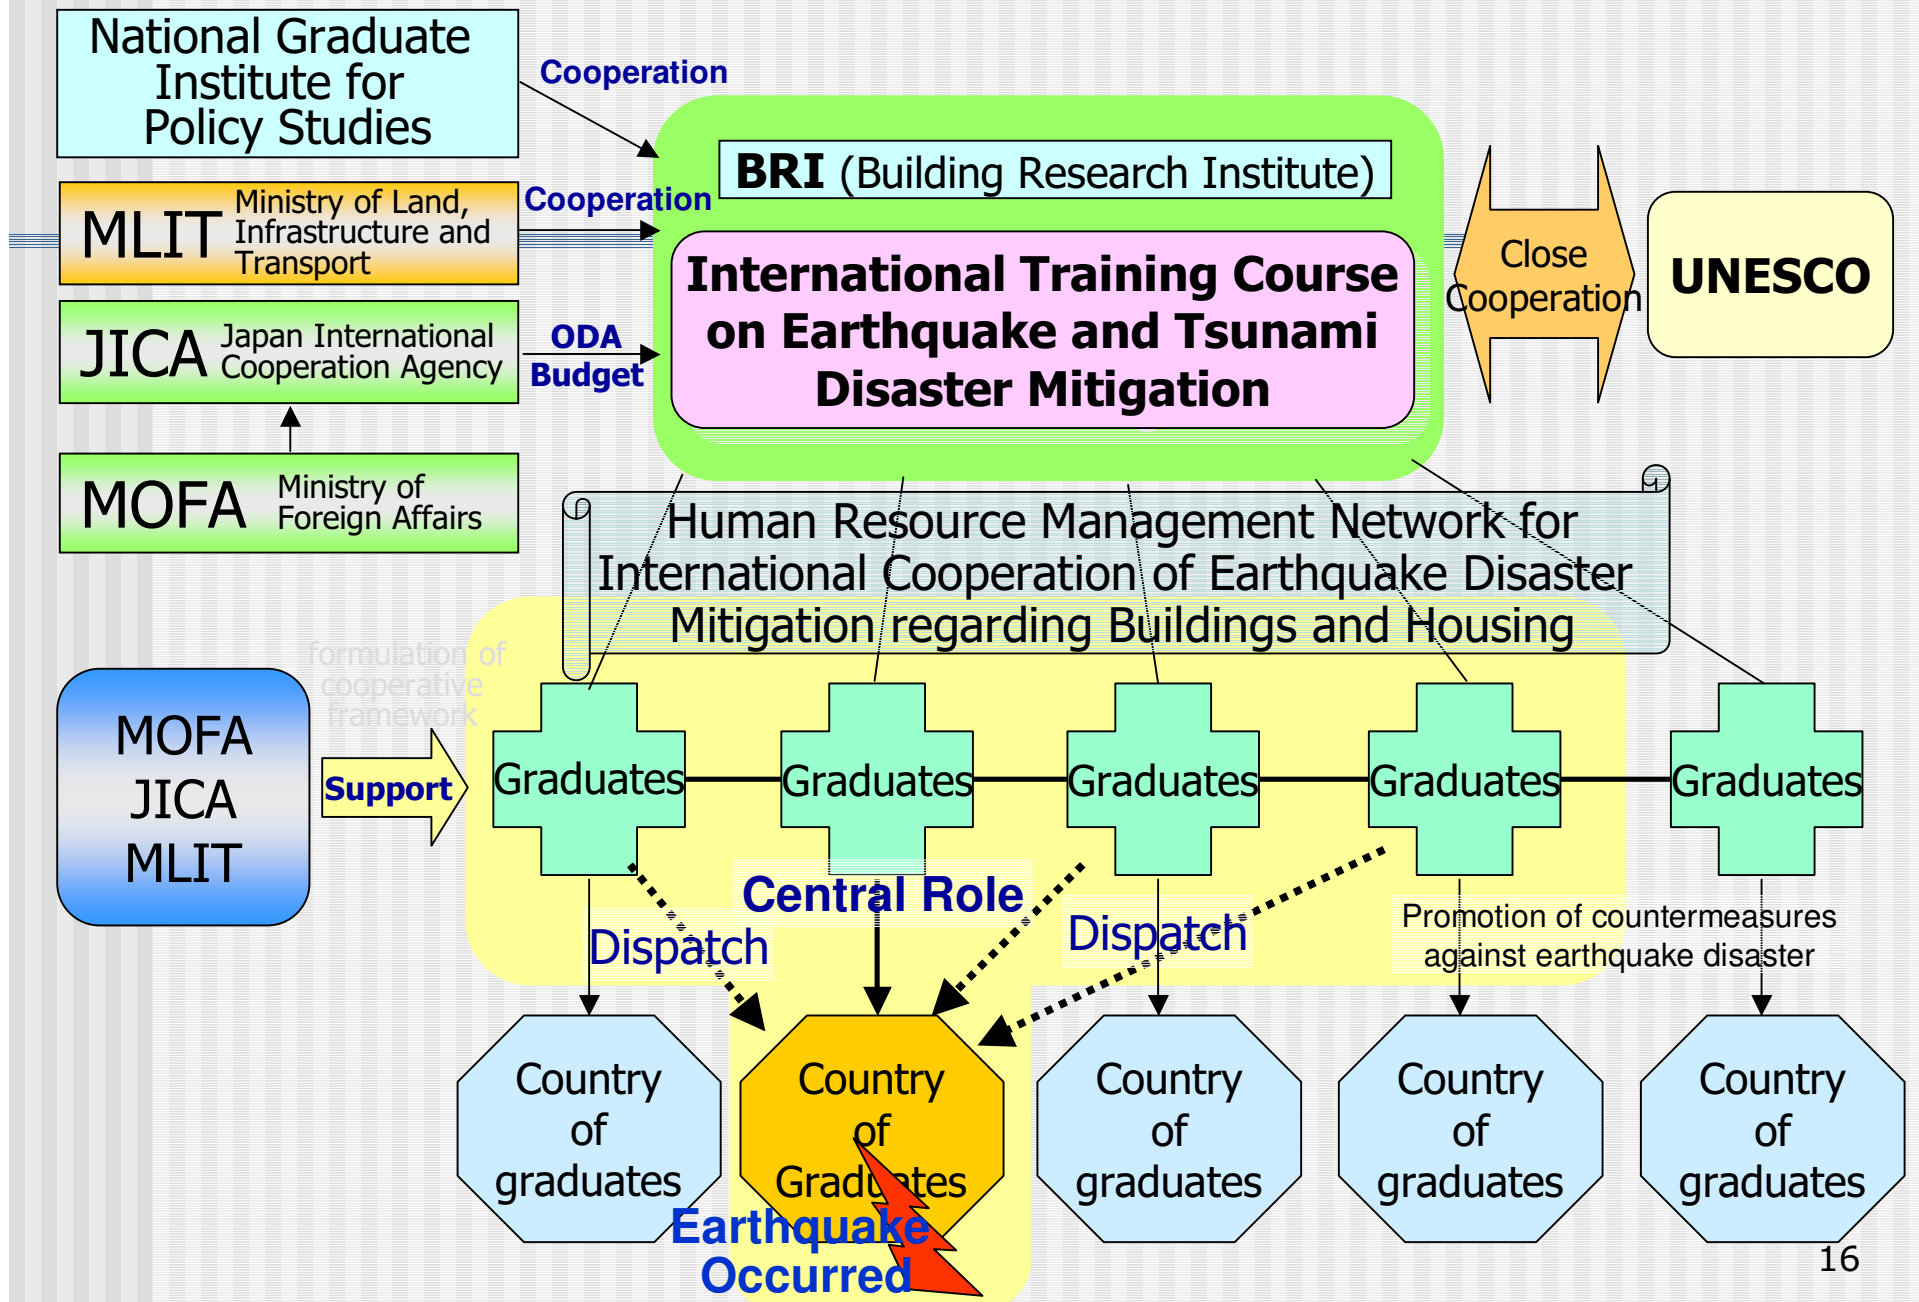 National Graduate
Institute for
Policy Studies
Cooperation
BRI (Building Research Institute)
MLIT Ministry of Land,
Infrastructure and
Transport
Cooperation
International Training Course
on Earthquake and Tsunami
Disaster Mitigation
Close
Cooperation
UNESCO
JICA Japan International
Cooperation Agency
ODA
Budget
MOFA Ministry of
Foreign Affairs
Human Resource Management Network for
International Cooperation of Earthquake Disaster
Mitigation regarding Buildings and Housing
formulation of
cooperative
framework
MOFA
JICA
MLIT
Support
Graduates
Graduates
Graduates
Graduates
Graduates
Central Role
Dispatch
Dispatch
Promotion of countermeasures
against earthquake disaster
Country
of
graduates
Country
of
Graduates
Country
of
graduates
Country
of
graduates
Country
of
graduates
Earthquake
Occurred
16